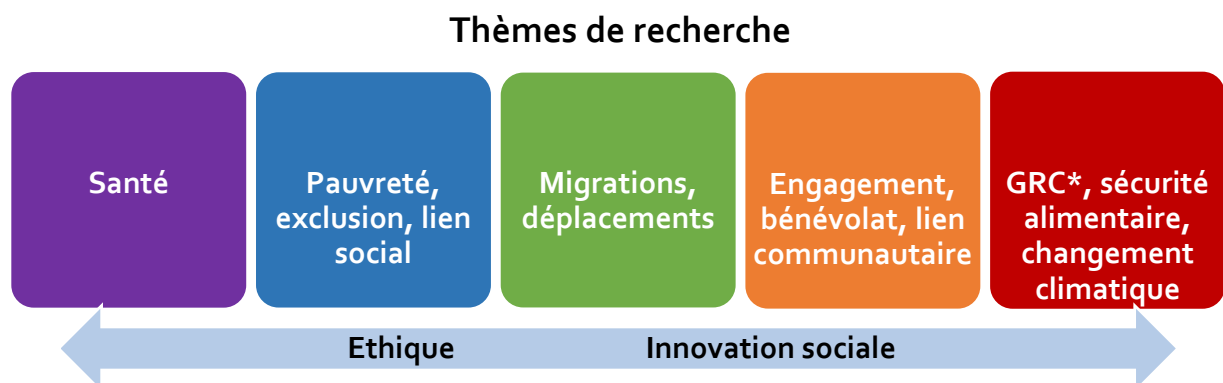 Thèmes de recherche
Santé
Pauvreté,
exclusion, lien
social
Migrations,
déplacements
Engagement,
bénévolat, lien
communautaire
GRC*, sécurité
alimentaire,
changement
climatique
Ethique
Innovation sociale